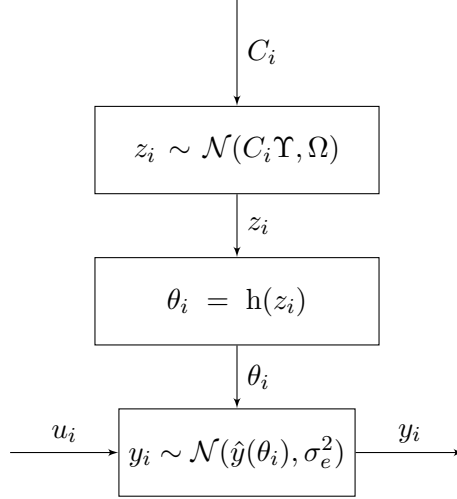 C_i
z_i ∼ 𝒩(C_iΥ, Ω)
z_i
θ_i = h(z_i)
θ_i
u_i
y_i ∼ 𝒩(ŷ(θ_i), σ_e^2)
y_i